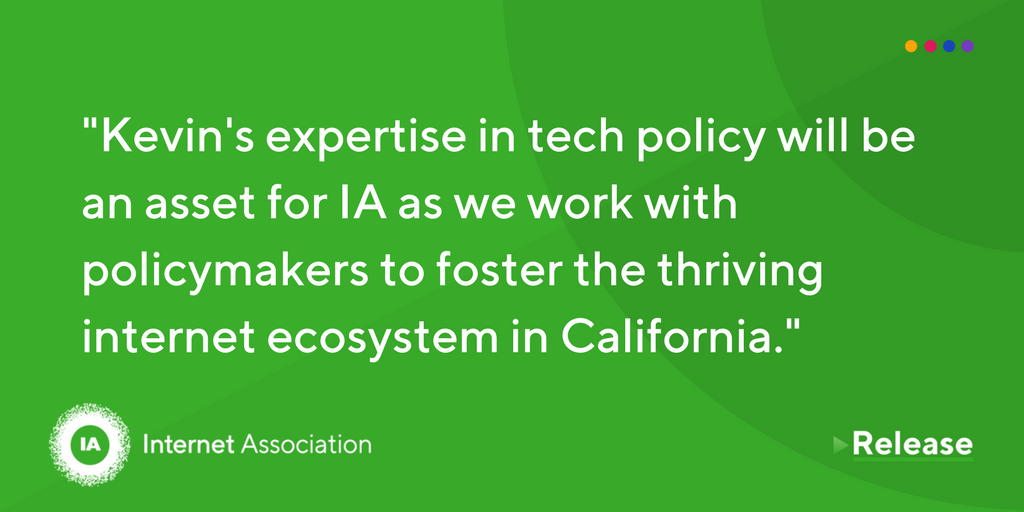 "Kevin's expertise in tech policy will be
an asset for IA as we work with
policymakers to foster the thriving
internet ecosystem in California."
IA
Internet Association
Release